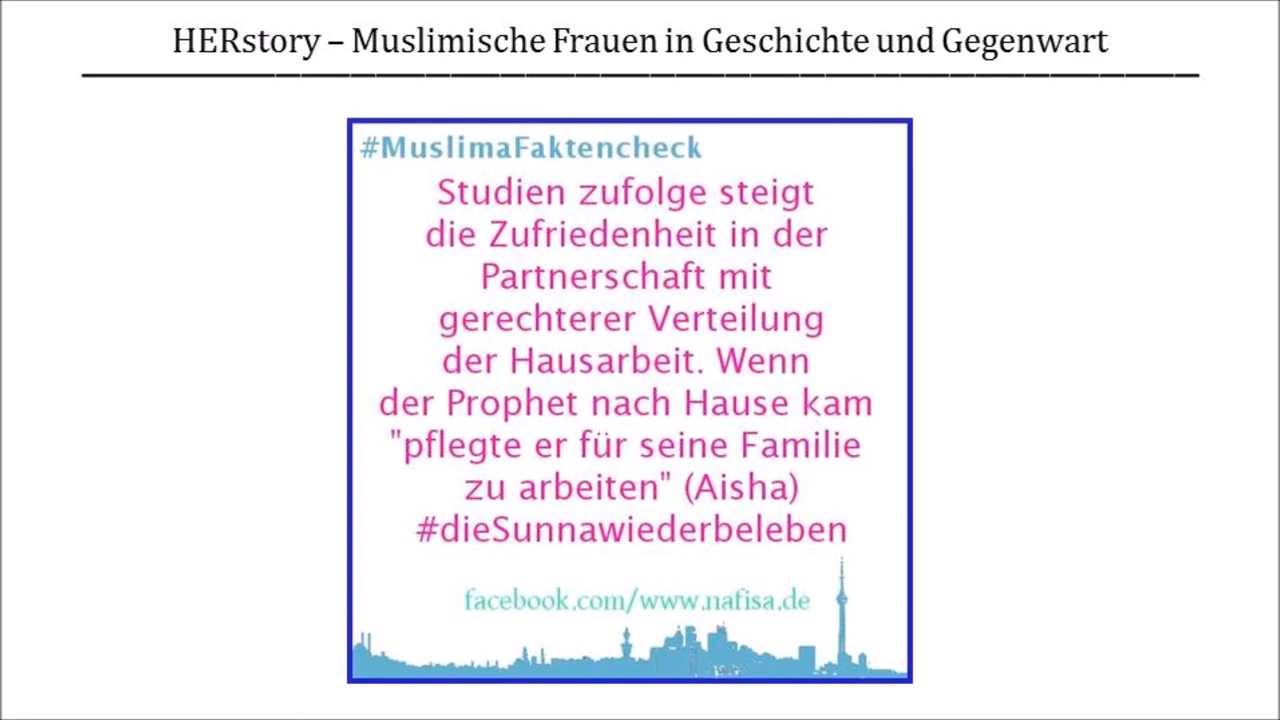 HERstory – Muslimische Frauen in Geschichte und Gegenwart
#MuslimaFaktencheck
Studien zufolge steigt
die Zufriedenheit in der
Partnerschaft mit
gerechterer Verteilung
der Hausarbeit. Wenn
der Prophet nach Hause kam
"pflegte er für seine Familie
zu arbeiten" (Aisha)
#dieSunnawiederbeleben
facebook.com/www.nafisa.de